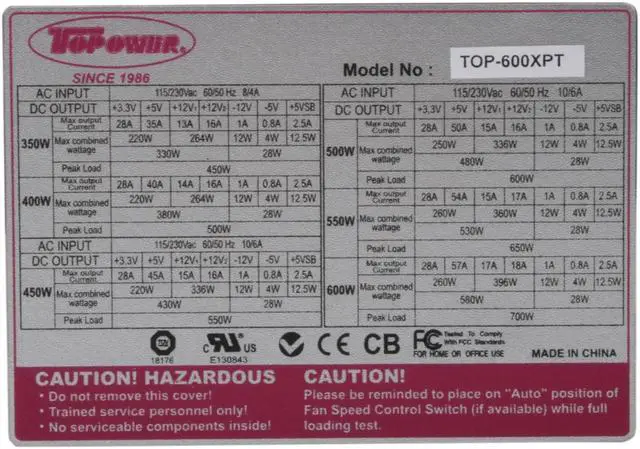 TOPOWER®
SINCE 1986
Model No : TOP-600XPT
AC INPUT 115/230Vac 60/50 Hz 8/4A
DC OUTPUT +3.3V +5V +12V1 +12V2 -12V -5V +5VSB
350W Max output Current 28A 35A 13A 16A 1A 0.8A 2.5A
Max combined wattage 220W 264W 12W 4W 12.5W
330W 28W
Peak Load 450W
400W Max output Current 28A 40A 14A 16A 1A 0.8A 2.5A
Max combined wattage 220W 264W 12W 4W 12.5W
380W 28W
Peak Load 500W
AC INPUT 115/230Vac 60/50 Hz 10/6A
DC OUTPUT +3.3V +5V +12V1 +12V2 -12V -5V +5VSB
450W Max output Current 28A 45A 15A 16A 1A 0.8A 2.5A
Max combined wattage 220W 336W 12W 4W 12.5W
430W 28W
Peak Load 550W
AC INPUT 115/230Vac 60/50 Hz 10/6A
DC OUTPUT +3.3V +5V +12V1 +12V2 -12V -5V +5VSB
500W Max output Current 28A 50A 15A 16A 1A 0.8A 2.5A
Max combined wattage 250W 336W 12W 4W 12.5W
480W 28W
Peak Load 600W
550W Max output Current 28A 54A 15A 17A 1A 0.8A 2.5A
Max combined wattage 260W 360W 12W 4W 12.5W
530W 28W
Peak Load 650W
600W Max output Current 28A 57A 17A 18A 1A 0.8A 2.5A
Max combined wattage 260W 396W 12W 4W 12.5W
580W 28W
Peak Load 700W
18176
C UR US
E130843
CE CB FC
Tested To Comply
With FCC Standards
FOR HOME OR OFFICE USE
MADE IN CHINA
CAUTION! HAZARDOUS
• Do not remove this cover!
• Trained service personnel only!
• No serviceable components inside!
CAUTION!
Please be reminded to place on "Auto" position of
Fan Speed Control Switch (if available) while full
loading test.